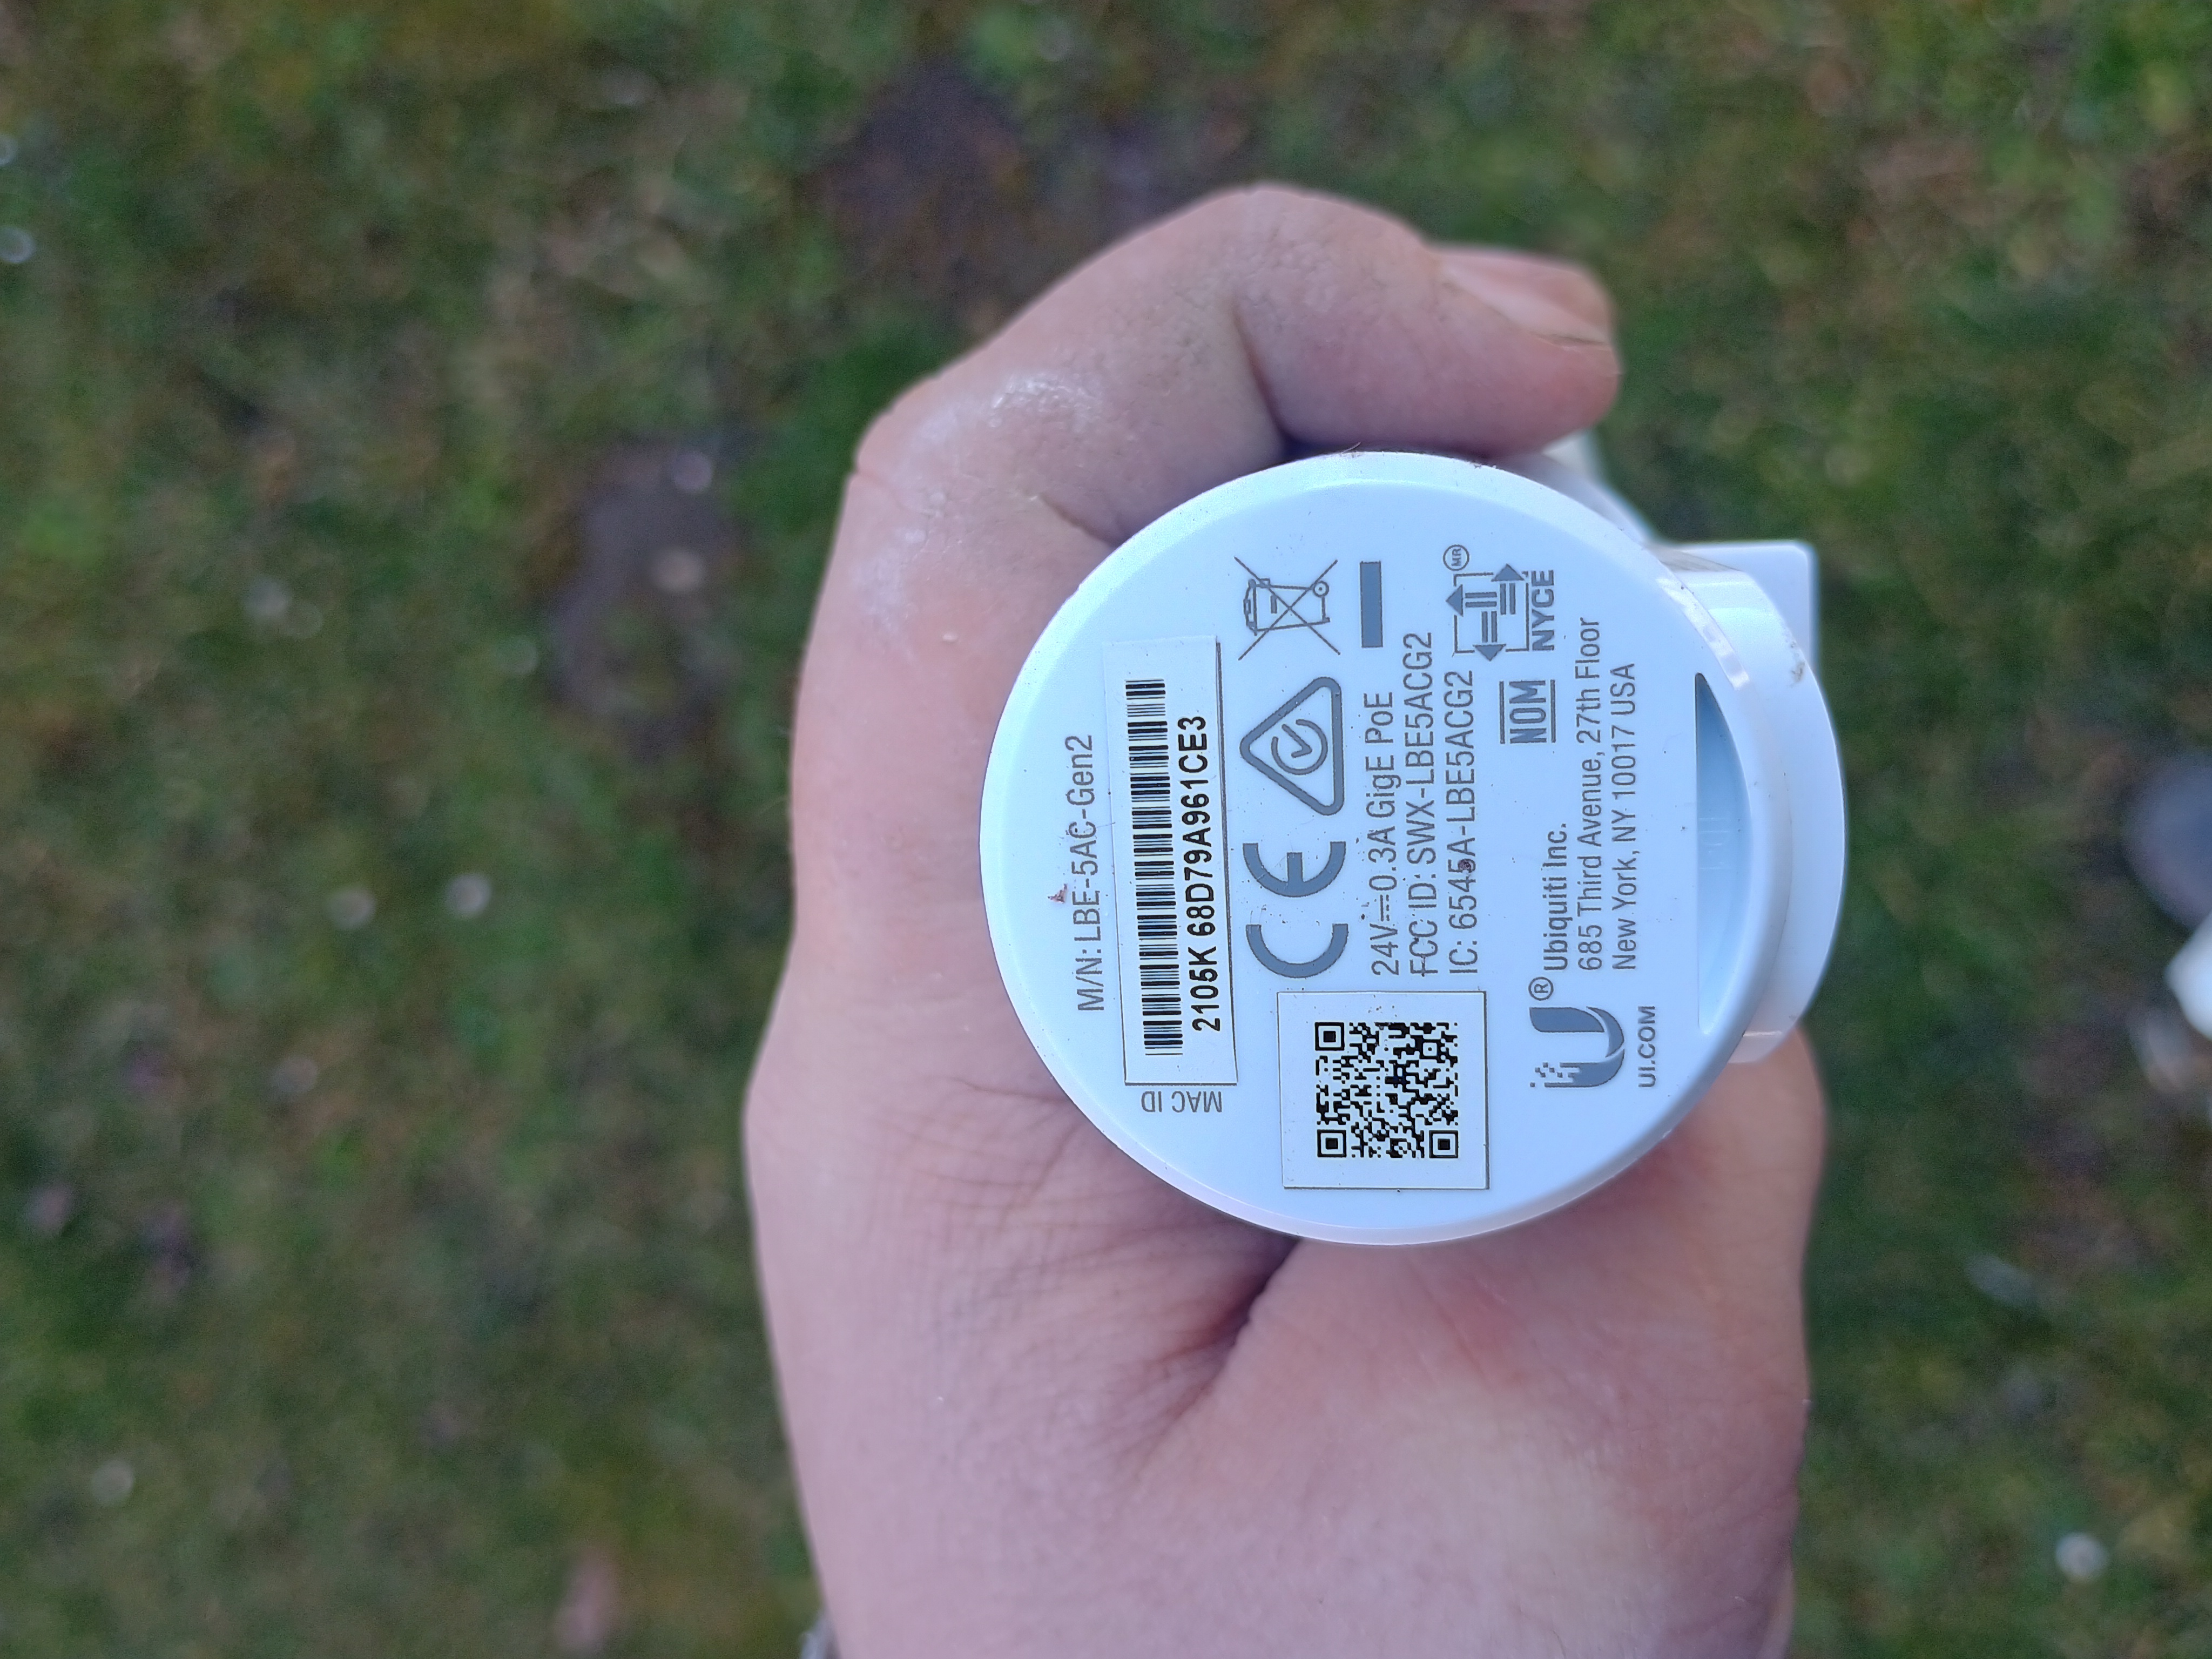 M/N: LBE-5AC-Gen2
MAC ID
2105K 68D79A961CE3
24V⎓0.3A GigE PoE
FCC ID: SWX-LBE5ACG2
IC: 6545A-LBE5ACG2
NOM
NYCE
MR
Ubiquiti Inc.
685 Third Avenue, 27th Floor
New York, NY 10017 USA
UI.COM